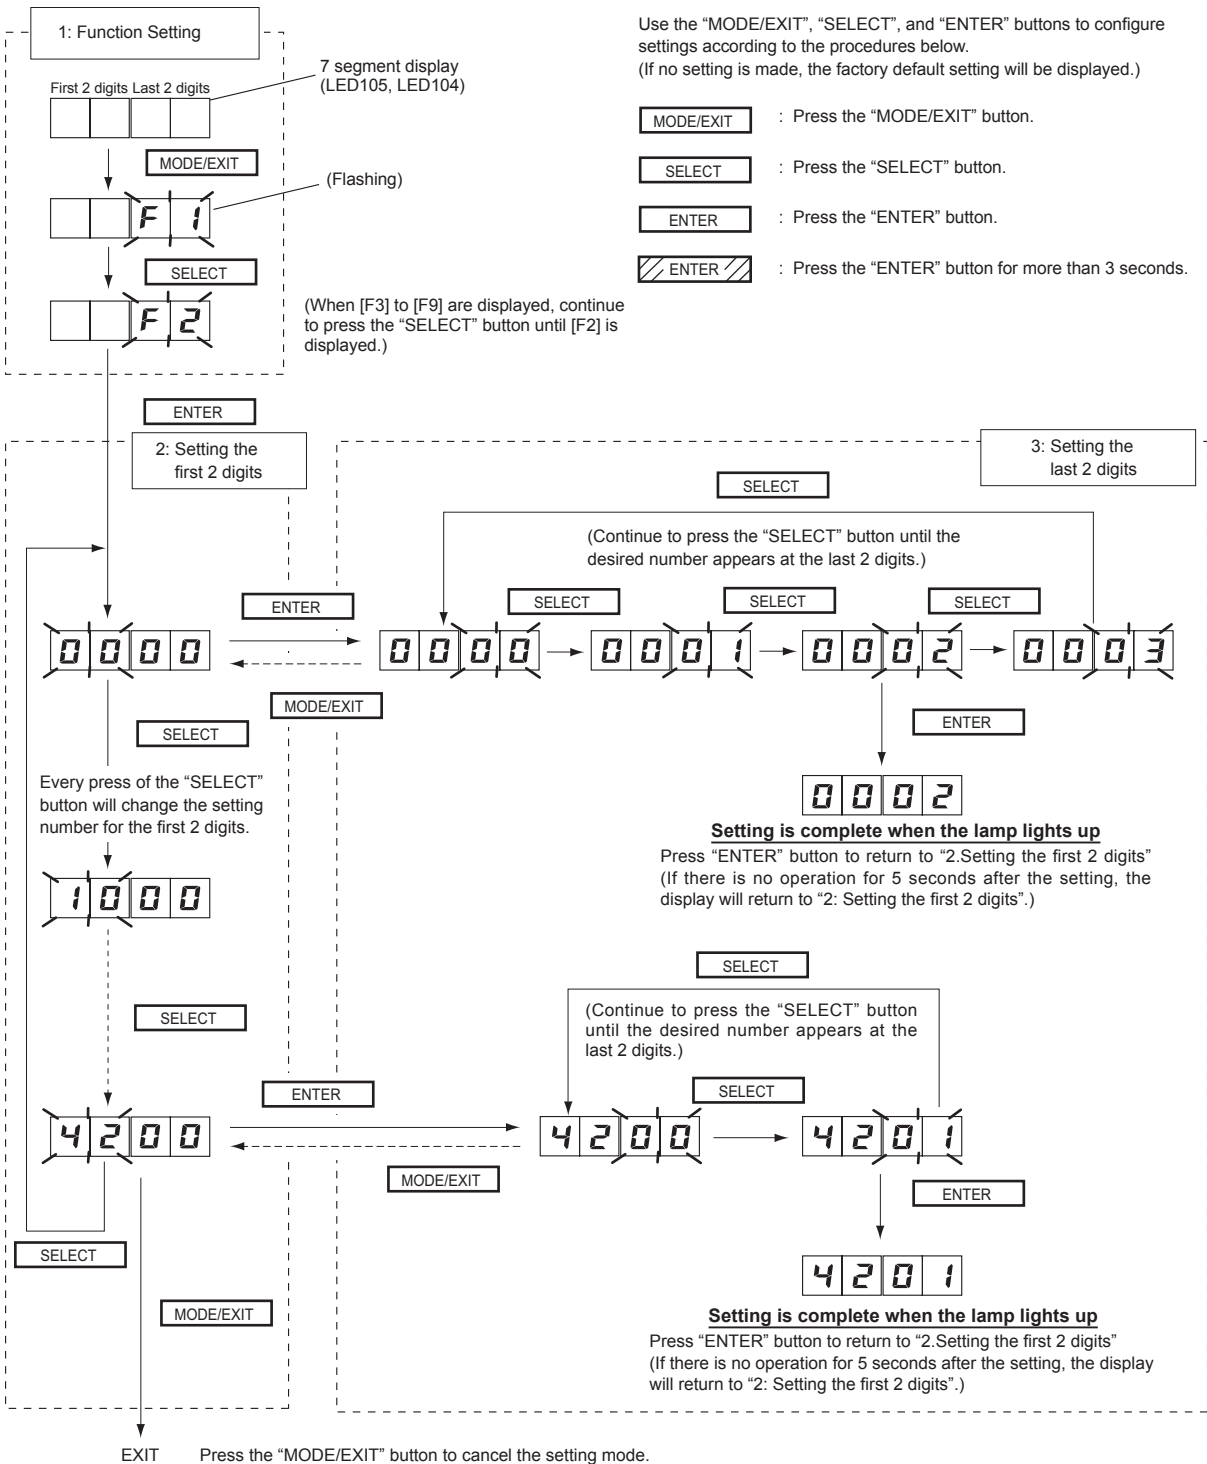 1: Function Setting
7 segment display
(LED105, LED104)
First 2 digits Last 2 digits
MODE/EXIT
(Flashing)
F 1
SELECT
F 2
(When [F3] to [F9] are displayed, continue
to press the “SELECT” button until [F2] is
displayed.)
Use the “MODE/EXIT”, “SELECT”, and “ENTER” buttons to configure
settings according to the procedures below.
(If no setting is made, the factory default setting will be displayed.)
MODE/EXIT : Press the “MODE/EXIT” button.
SELECT : Press the “SELECT” button.
ENTER : Press the “ENTER” button.
ENTER : Press the “ENTER” button for more than 3 seconds.
ENTER
2: Setting the
first 2 digits
0 0 0 0
ENTER
MODE/EXIT
SELECT
Every press of the “SELECT”
button will change the setting
number for the first 2 digits.
1 0 0 0
SELECT
4 2 0 0
ENTER
MODE/EXIT
SELECT
MODE/EXIT
3: Setting the
last 2 digits
SELECT
(Continue to press the “SELECT” button until the
desired number appears at the last 2 digits.)
SELECT
SELECT
SELECT
0 0 0 0
0 0 0 1
0 0 0 2
0 0 0 3
ENTER
0 0 0 2
Setting is complete when the lamp lights up
Press “ENTER” button to return to “2.Setting the first 2 digits”
(If there is no operation for 5 seconds after the setting, the
display will return to “2: Setting the first 2 digits”.)
SELECT
(Continue to press the “SELECT” button
until the desired number appears at the
last 2 digits.)
SELECT
4 2 0 0
4 2 0 1
ENTER
4 2 0 1
Setting is complete when the lamp lights up
Press “ENTER” button to return to “2.Setting the first 2 digits”
(If there is no operation for 5 seconds after the setting, the display
will return to “2: Setting the first 2 digits”.)
EXIT Press the “MODE/EXIT” button to cancel the setting mode.